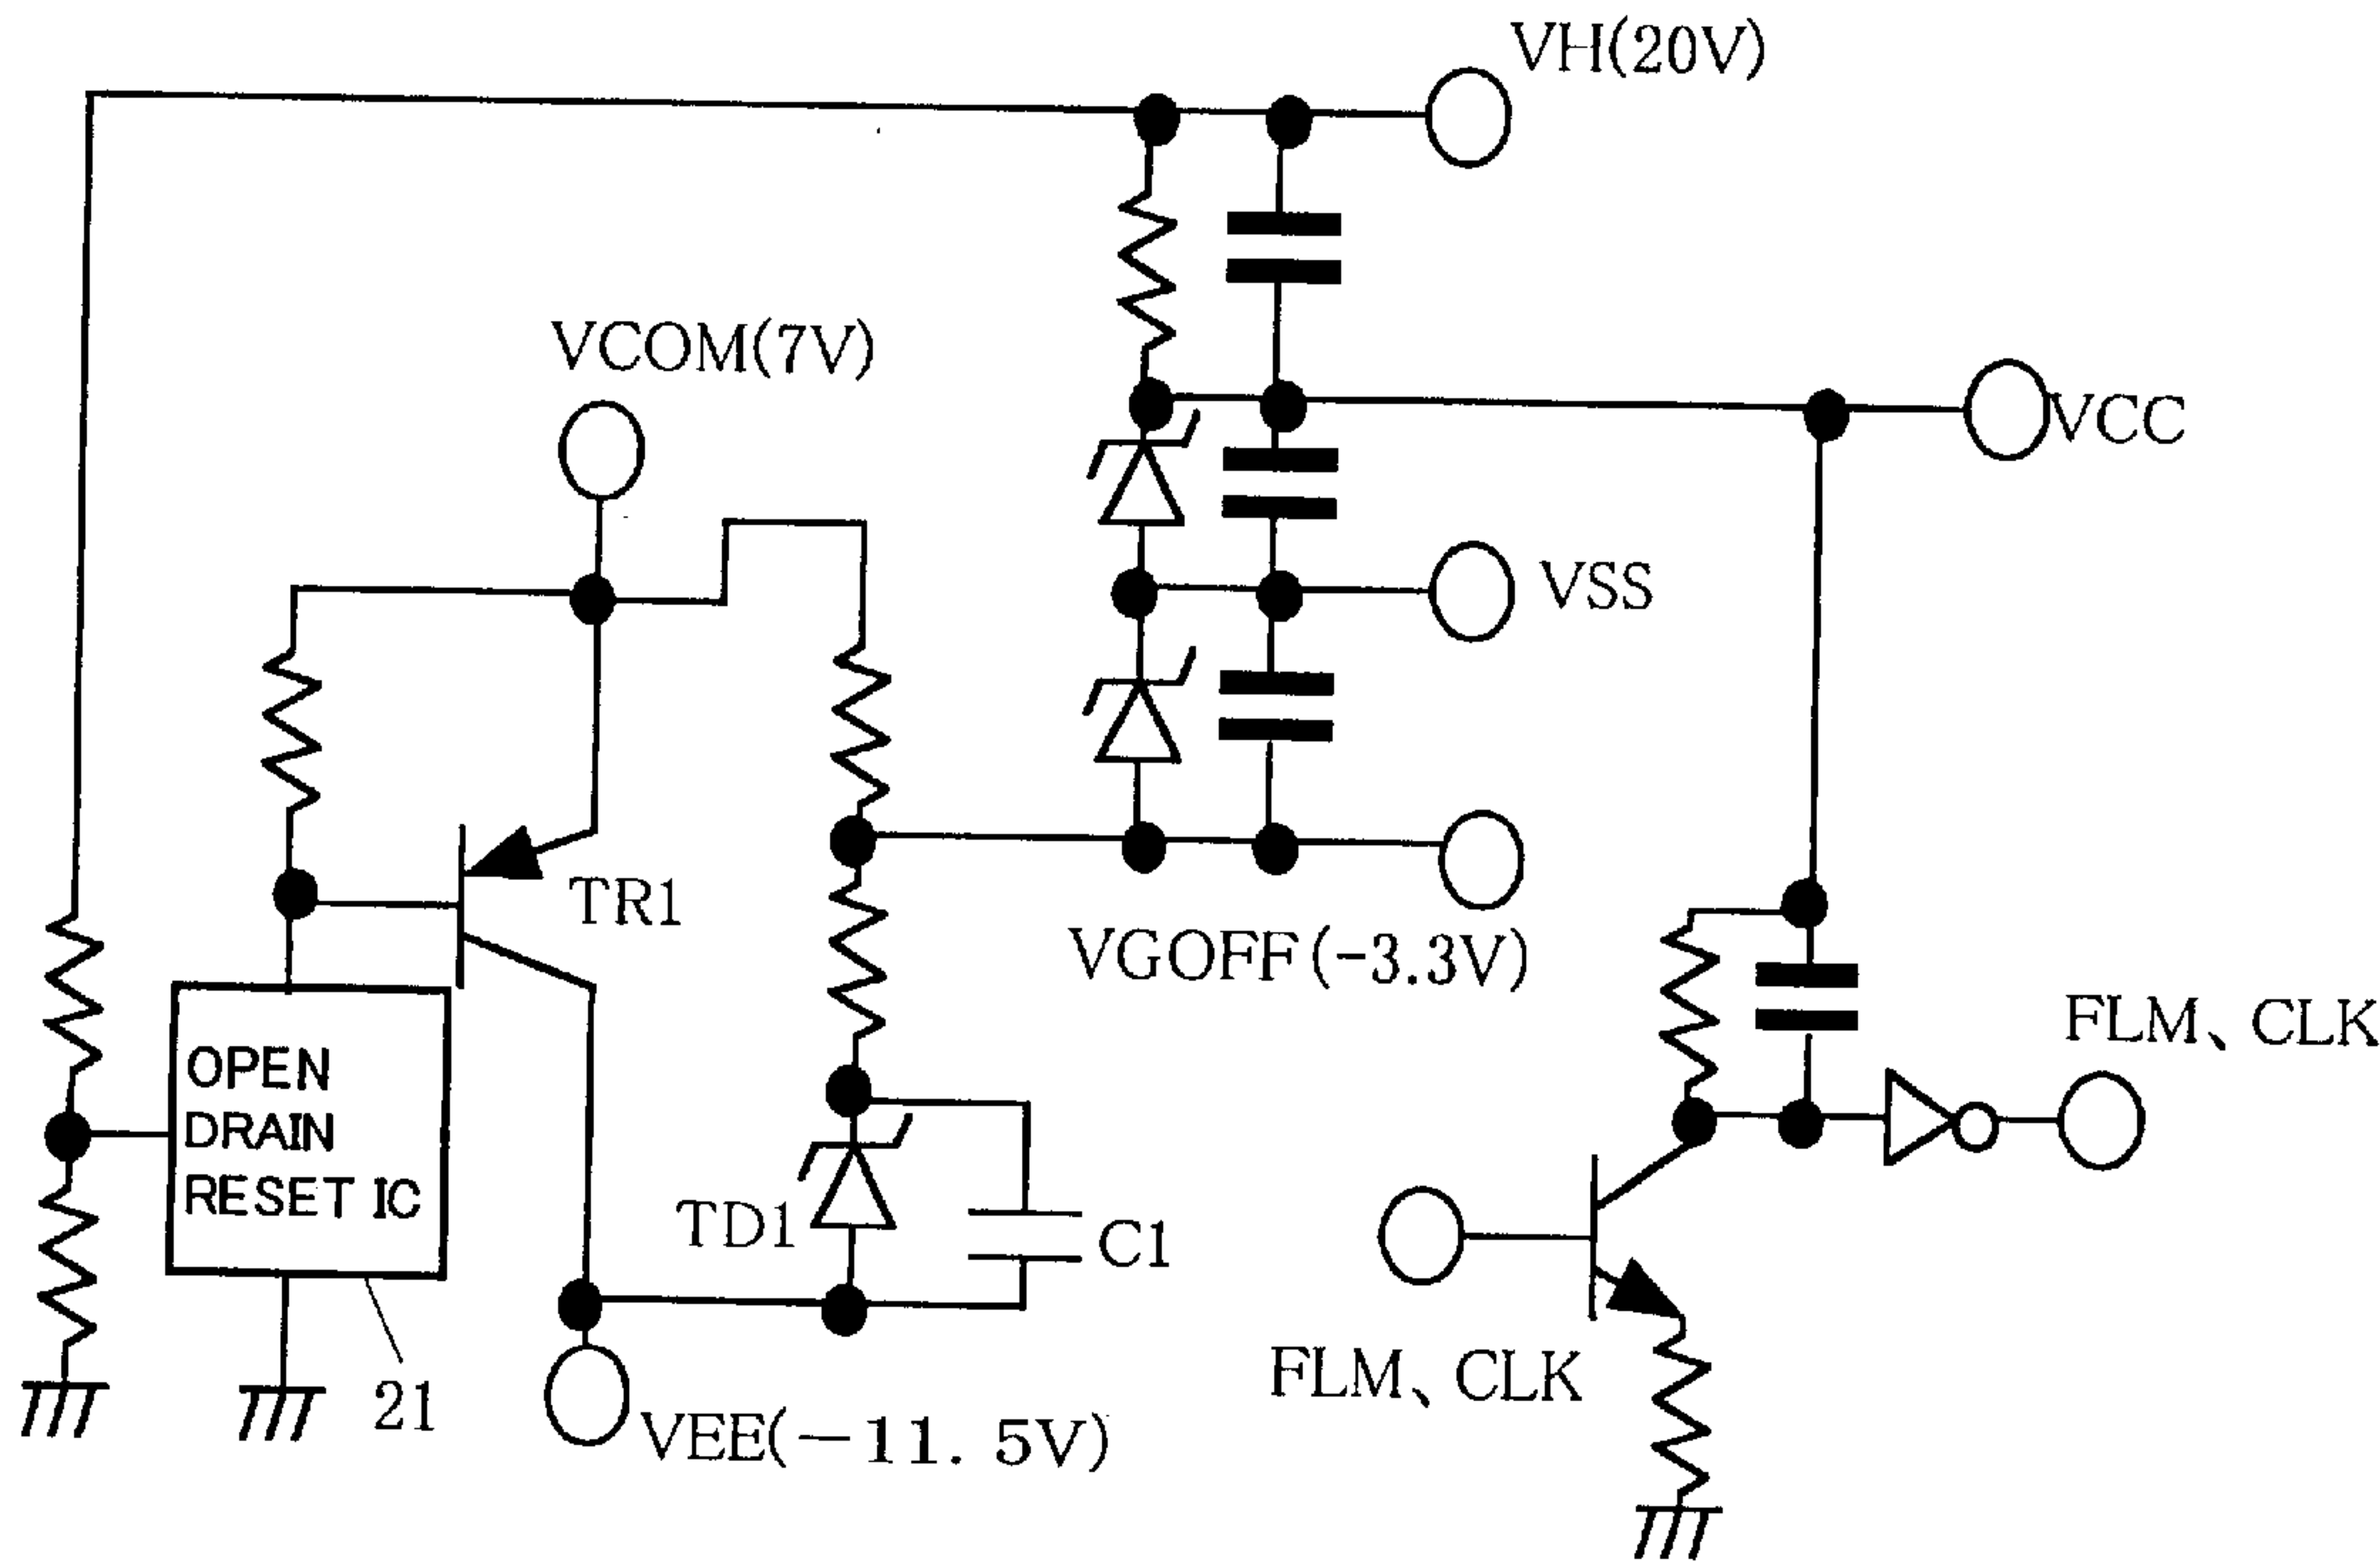 VH(20V)
VCOM(7V)
VCC
VSS
TR1
VGOFF(-3.3V)
FLM、CLK
OPEN
DRAIN
RESET IC
TD1
C1
FLM、CLK
21
VEE(－11. 5V)